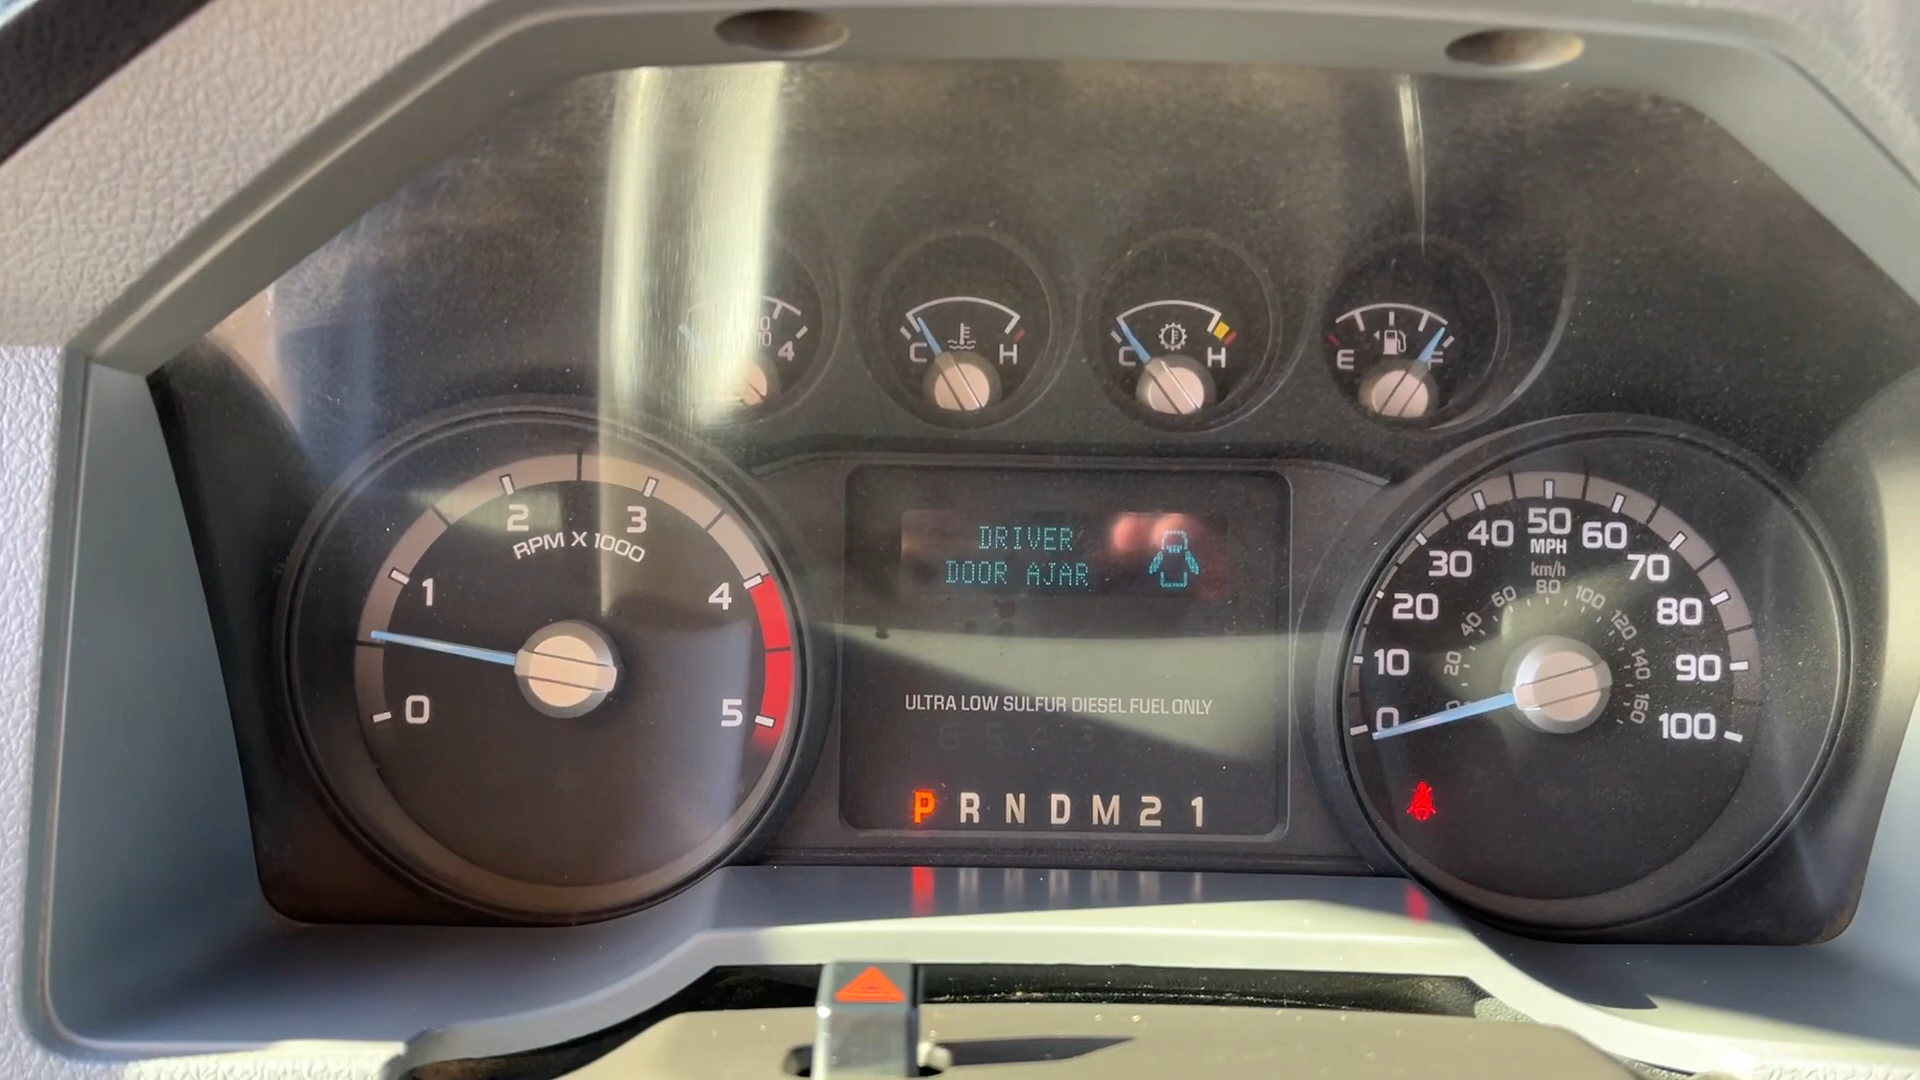 4
C H
C H
E F
2 3
RPM X 1000
1 4
0 5
DRIVER
DOOR AJAR
ULTRA LOW SULFUR DIESEL FUEL ONLY
P R N D M 2 1
0 10 20 30 40 50 60 70 80 90 100
MPH
km/h
20 40 60 80 100 120 140 160